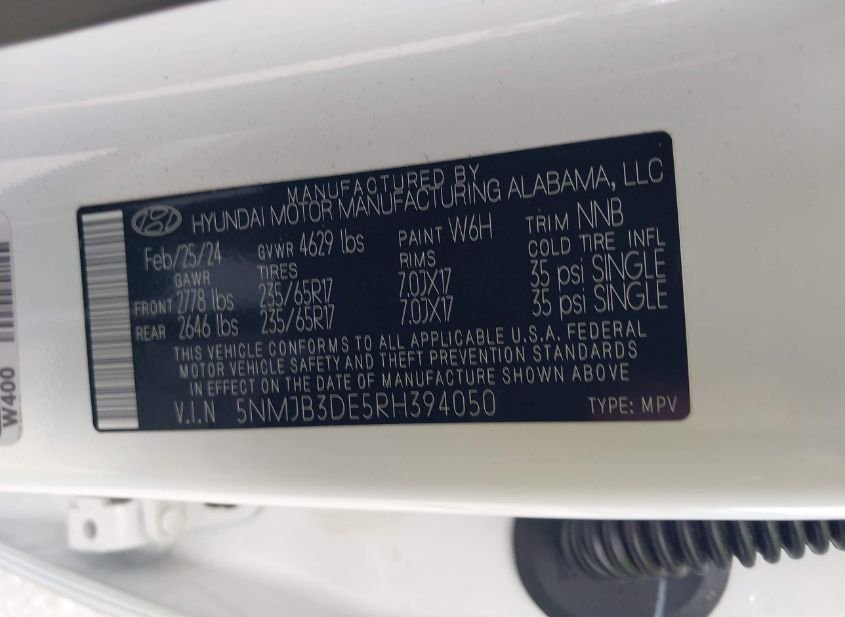 MANUFACTURED BY
HYUNDAI MOTOR MANUFACTURING ALABAMA, LLC
Feb/25/24 GVWR 4629 lbs PAINT W6H TRIM NNB
GAWR TIRES RIMS COLD TIRE INFL
FRONT 2778 lbs 235/65R17 7.0JX17 35 psi SINGLE
REAR 2646 lbs 235/65R17 7.0JX17 35 psi SINGLE
THIS VEHICLE CONFORMS TO ALL APPLICABLE U.S.A. FEDERAL
MOTOR VEHICLE SAFETY AND THEFT PREVENTION STANDARDS
IN EFFECT ON THE DATE OF MANUFACTURE SHOWN ABOVE
V.I.N 5NMJB3DE5RH394050 TYPE: MPV
W400